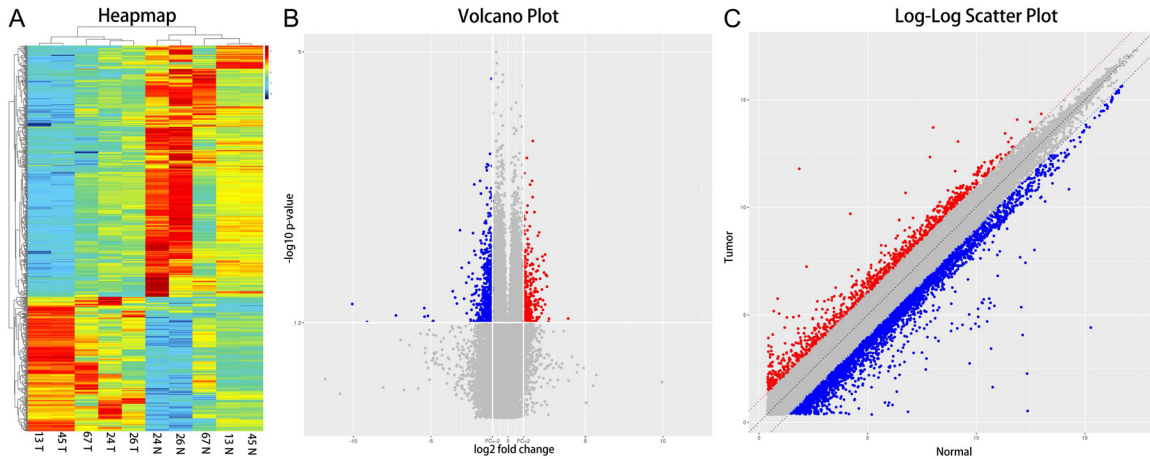 A
Heapmap
13 T
45 T
67 T
24 T
26 T
24 N
26 N
67 N
13 N
45 N
B
Volcano Plot
-log10 p-value
5
1.3
-10
-5
0
5
10
log2 fold change
C
Log-Log Scatter Plot
Tumor
15
10
5
0
0
5
10
15
Normal